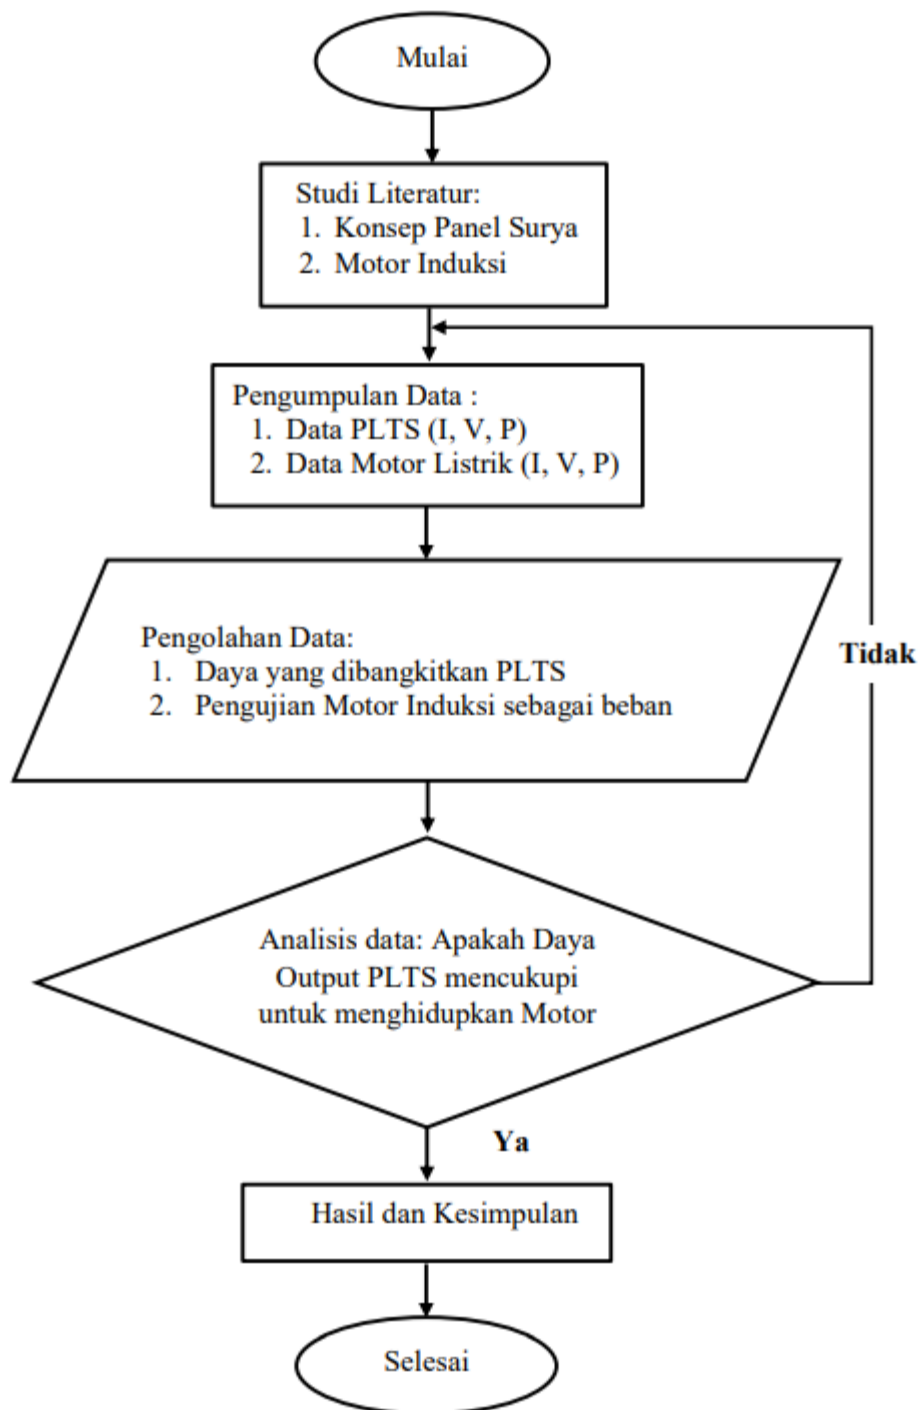 Mulai
Studi Literatur:
1. Konsep Panel Surya
2. Motor Induksi
Pengumpulan Data :
1. Data PLTS (I, V, P)
2. Data Motor Listrik (I, V, P)
Pengolahan Data:
1. Daya yang dibangkitkan PLTS
2. Pengujian Motor Induksi sebagai beban
Tidak
Analisis data: Apakah Daya
Output PLTS mencukupi
untuk menghidupkan Motor
Ya
Hasil dan Kesimpulan
Selesai